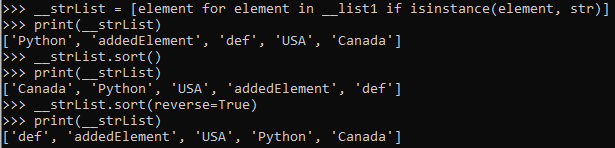 >>> __strList = [element for element in __list1 if isinstance(element, str)]
>>> print(__strList)
['Python', 'addedElement', 'def', 'USA', 'Canada']
>>> __strList.sort()
>>> print(__strList)
['Canada', 'Python', 'USA', 'addedElement', 'def']
>>> __strList.sort(reverse=True)
>>> print(__strList)
['def', 'addedElement', 'USA', 'Python', 'Canada']